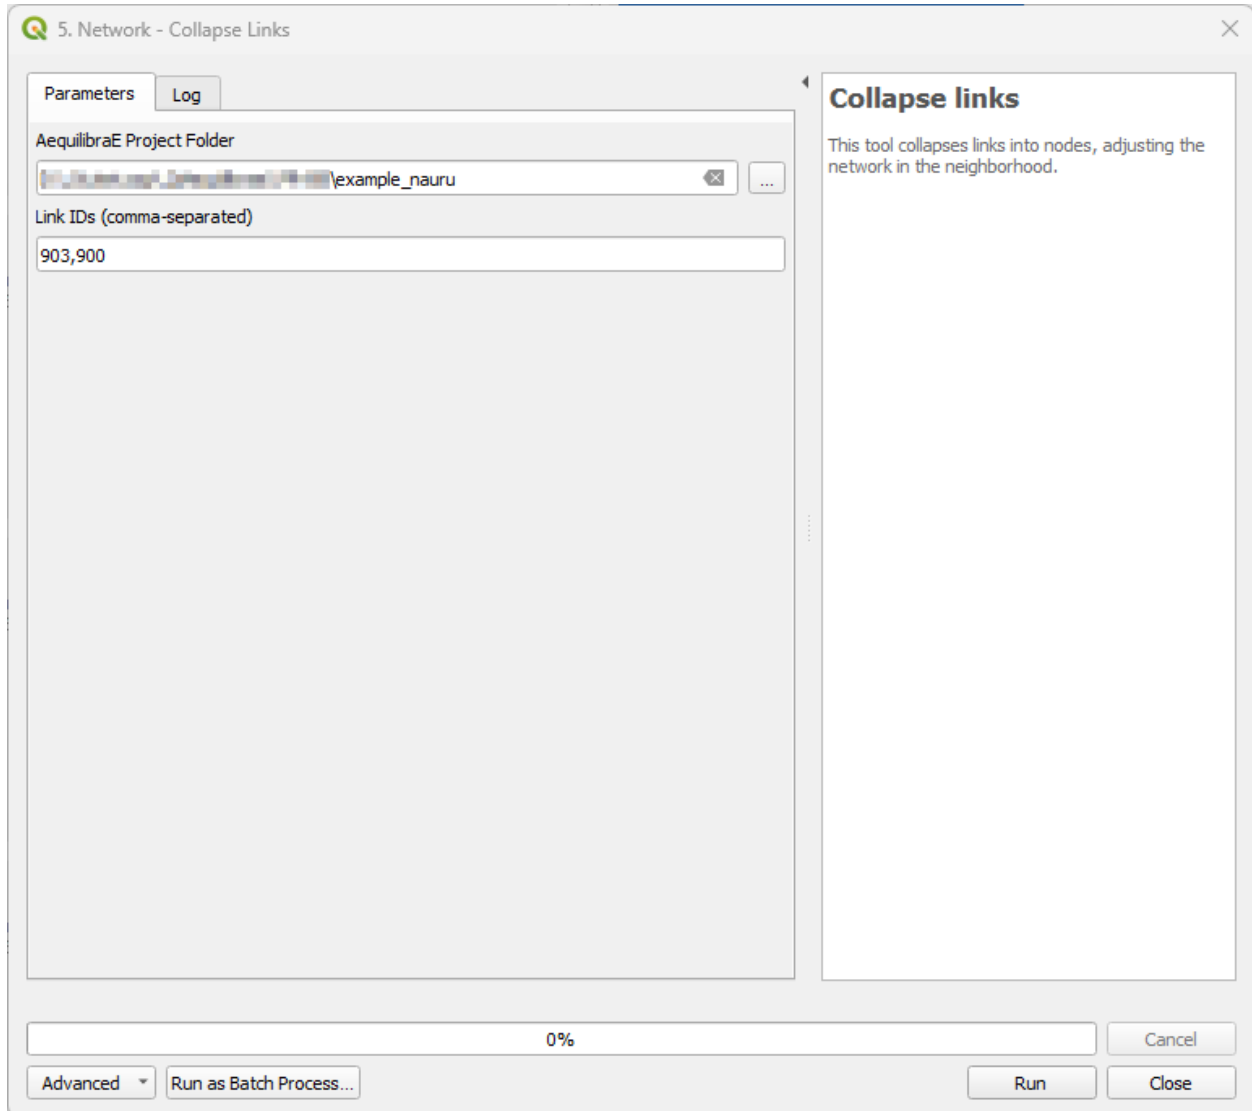 5. Network - Collapse Links
Parameters
Log
AequilibraE Project Folder
\example_nauru
...
Link IDs (comma-separated)
903,900
Collapse links
This tool collapses links into nodes, adjusting the
network in the neighborhood.
0%
Cancel
Advanced
Run as Batch Process...
Run
Close